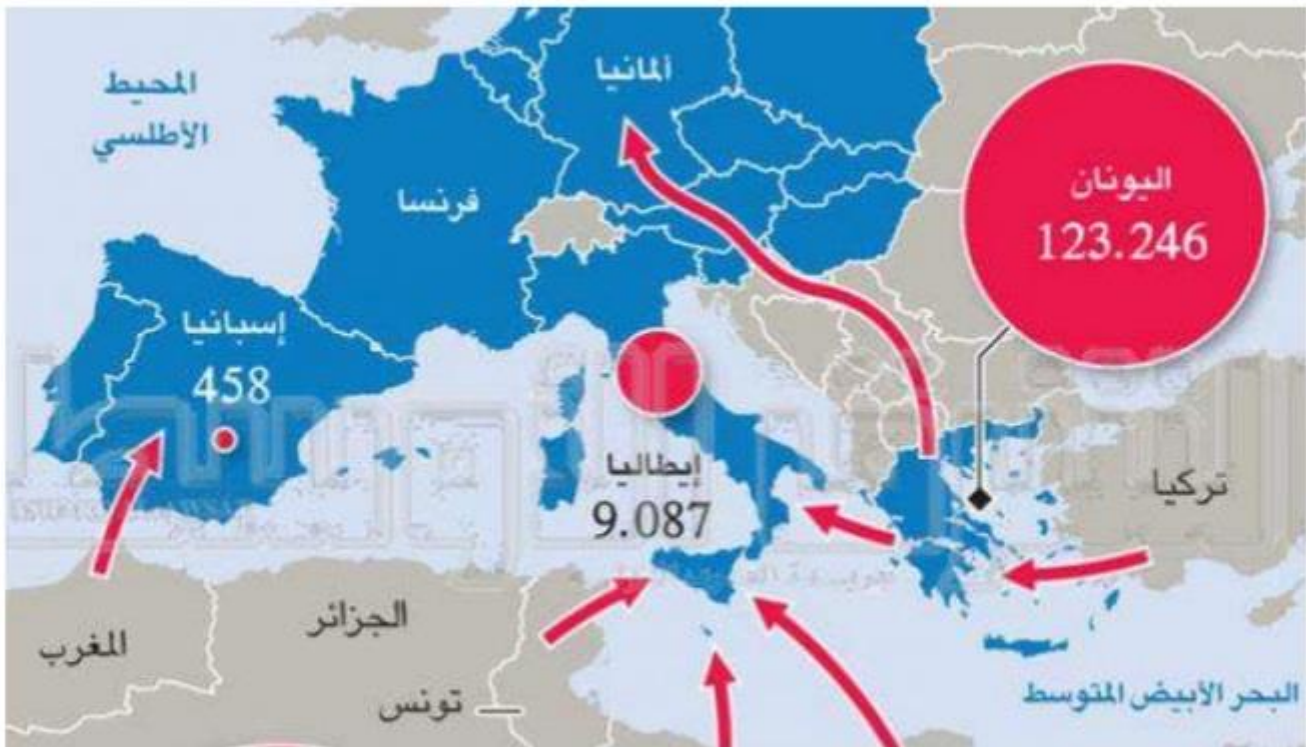 المحيط
الأطلسي
ألمانيا
اليونان
123.246
فرنسا
إسبانيا
458
إيطاليا
9.087
تركيا
الجزائر
المغرب
تونس
البحر الأبيض المتوسط